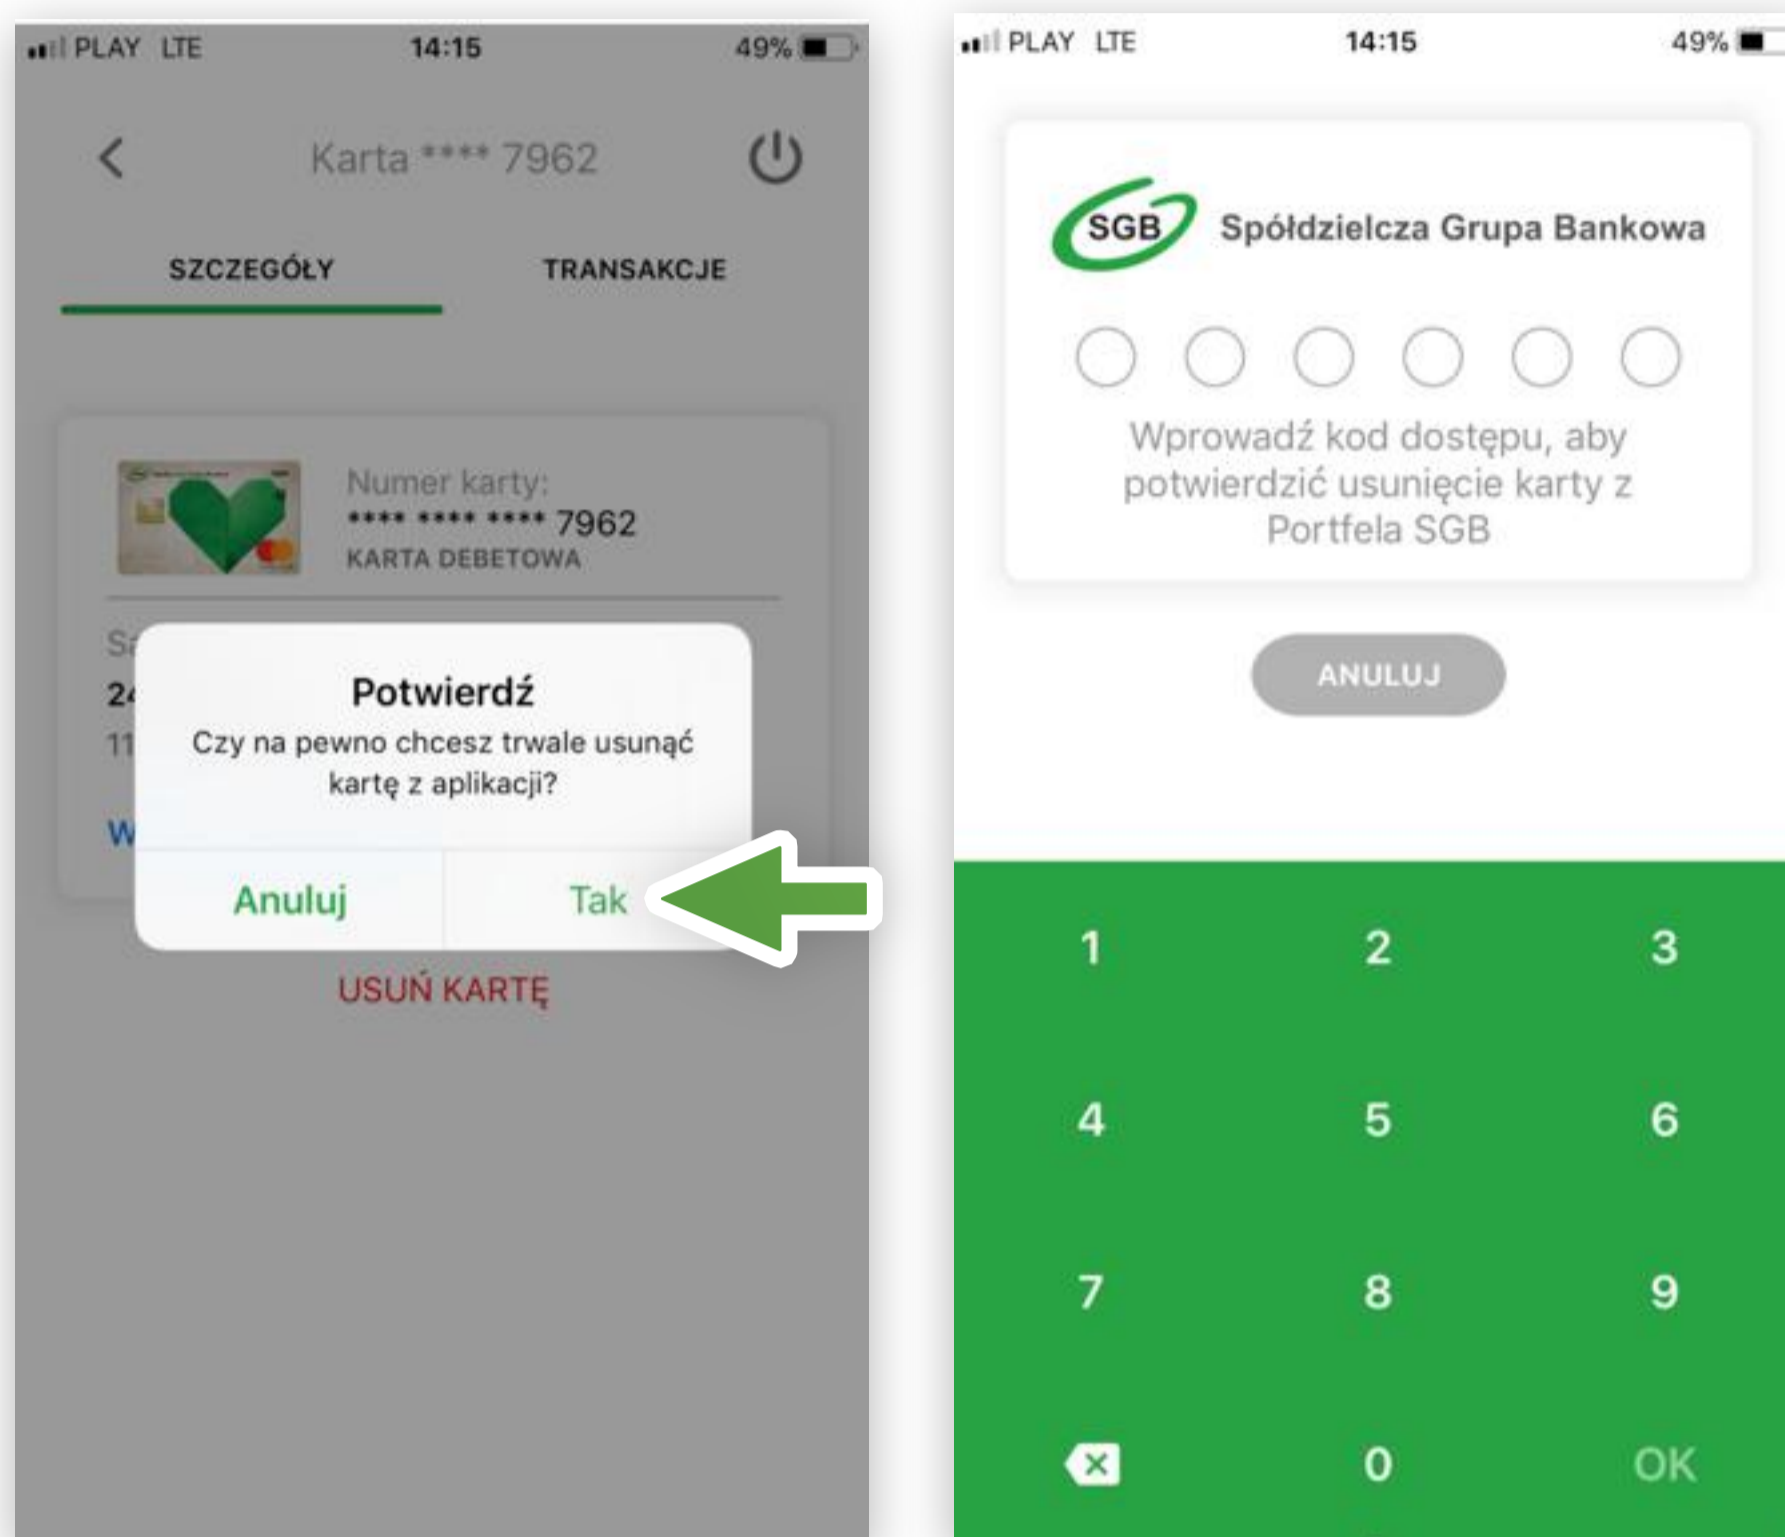 PLAY LTE 14:15 49%
Karta **** 7962
SZCZEGÓŁY TRANSAKCJE
Numer karty:
**** **** **** 7962
KARTA DEBETOWA
Potwierdź
Czy na pewno chcesz trwale usunąć
kartę z aplikacji?
Anuluj Tak
USUŃ KARTĘ
PLAY LTE 14:15 49%
SGB Spółdzielcza Grupa Bankowa
Wprowadź kod dostępu, aby
potwierdzić usunięcie karty z
Portfela SGB
ANULUJ
1 2 3
4 5 6
7 8 9
0 OK